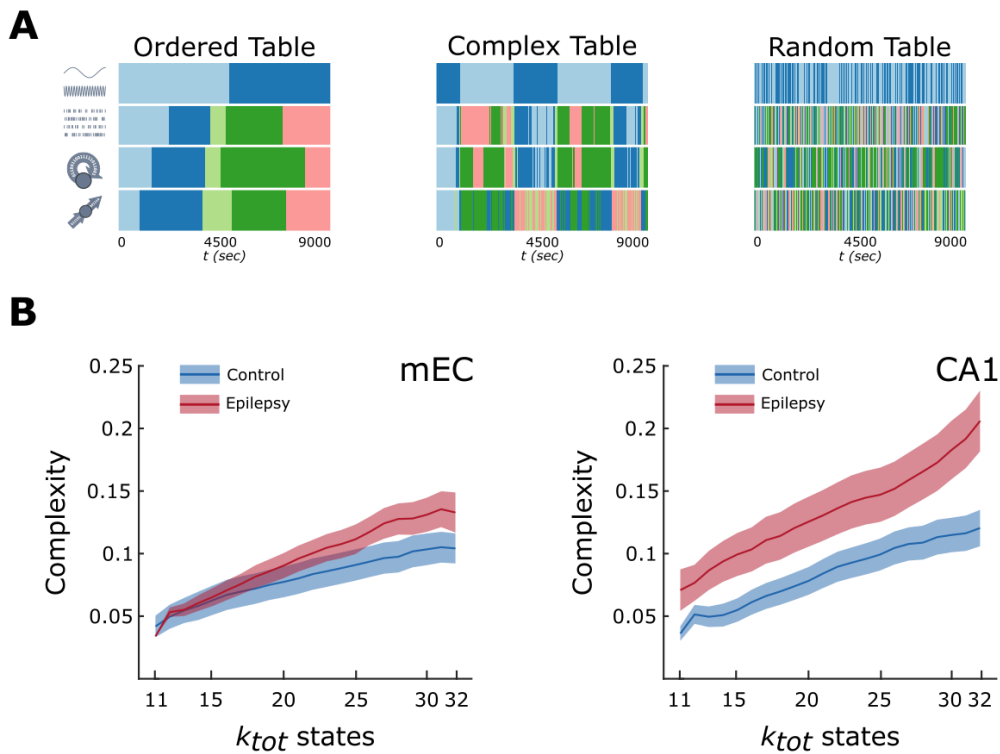 A
Ordered Table
Complex Table
Random Table
0 4500 9000
t (sec)
0 4500 9000
t (sec)
0 4500 9000
t (sec)
B
mEC
Control
Epilepsy
Complexity
0.25
0.2
0.15
0.1
0.05
11 15 20 25 30 32
ktot states
CA1
Control
Epilepsy
Complexity
0.25
0.2
0.15
0.1
0.05
11 15 20 25 30 32
ktot states